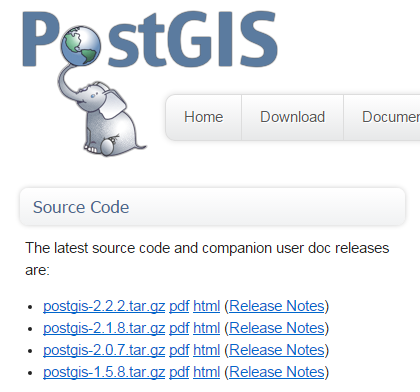 PostGIS
Home Download Documen
Source Code
The latest source code and companion user doc releases
are:
• postgis-2.2.2.tar.gz pdf html (Release Notes)
• postgis-2.1.8.tar.gz pdf html (Release Notes)
• postgis-2.0.7.tar.gz pdf html (Release Notes)
• postgis-1.5.8.tar.gz pdf html (Release Notes)